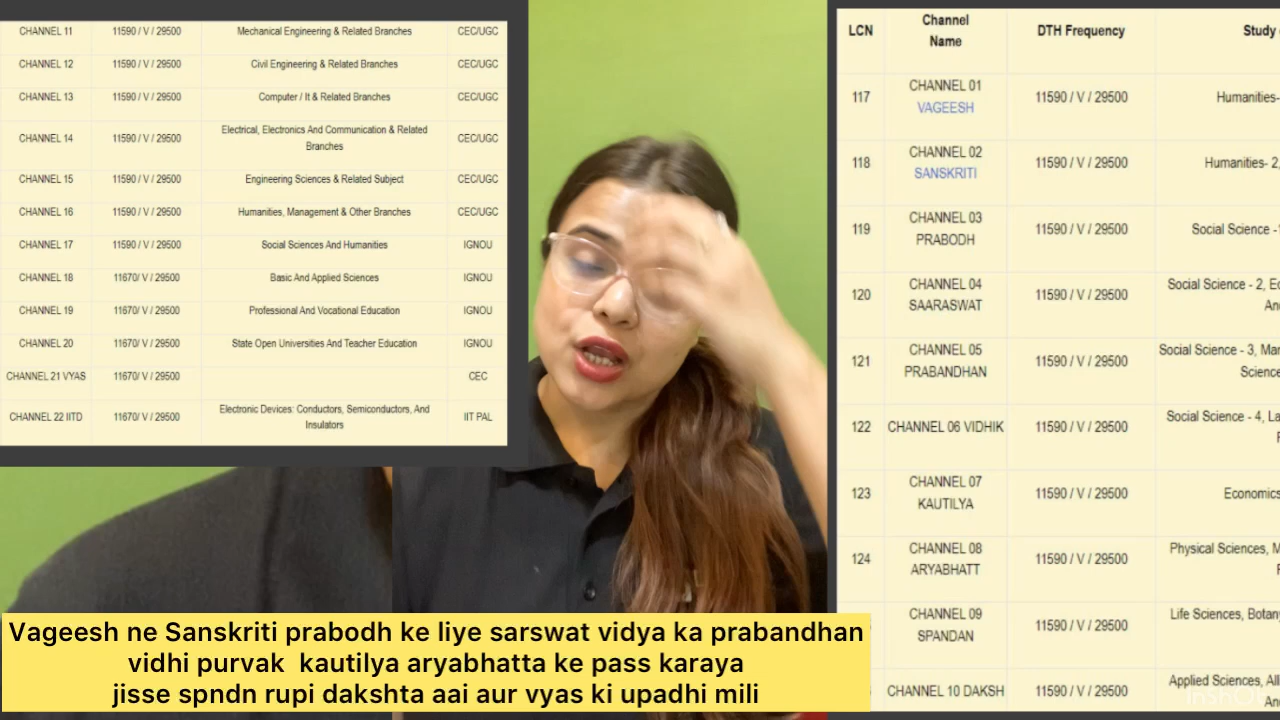 CHANNEL 11 11590 / V / 29500 Mechanical Engineering & Related Branches CEC/UGC
CHANNEL 12 11590 / V / 29500 Civil Engineering & Related Branches CEC/UGC
CHANNEL 13 11590 / V / 29500 Computer / It & Related Branches CEC/UGC
CHANNEL 14 11590 / V / 29500 Electrical, Electronics And Communication & Related CEC/UGC
Branches
CHANNEL 15 11590 / V / 29500 Engineering Sciences & Related Subject CEC/UGC
CHANNEL 16 11590 / V / 29500 Humanities, Management & Other Branches CEC/UGC
CHANNEL 17 11590 / V / 29500 Social Sciences And Humanities IGNOU
CHANNEL 18 11670/ V / 29500 Basic And Applied Sciences IGNOU
CHANNEL 19 11670/ V / 29500 Professional And Vocational Education IGNOU
CHANNEL 20 11670/ V / 29500 State Open Universities And Teacher Education IGNOU
CHANNEL 21 VYAS 11670/ V / 29500 CEC
CHANNEL 22 IITD 11670/ V / 29500 Electronic Devices: Conductors, Semiconductors, And IIT PAL
Insulators
LCN Channel Name DTH Frequency Study
117 CHANNEL 01 11590 / V / 29500 Humanities-
VAGEESH
118 CHANNEL 02 11590 / V / 29500 Humanities- 2,
SANSKRITI
119 CHANNEL 03 11590 / V / 29500 Social Science -
PRABODH
120 CHANNEL 04 11590 / V / 29500 Social Science - 2,
SAARASWAT
121 CHANNEL 05 11590 / V / 29500 Social Science - 3,
PRABANDHAN Science
122 CHANNEL 06 VIDHIK 11590 / V / 29500 Social Science - 4,
123 CHANNEL 07 11590 / V / 29500 Economics
KAUTILYA
124 CHANNEL 08 11590 / V / 29500 Physical Sciences,
ARYABHATT
CHANNEL 09 11590 / V / 29500 Life Sciences,
SPANDAN
CHANNEL 10 DAKSH 11590 / V / 29500 Applied Sciences,
Vageesh ne Sanskriti prabodh ke liye sarswat vidya ka prabandhan
vidhi purvak kautilya aryabhatta ke pass karaya
jisse spndn rupi dakshta aai aur vyas ki upadhi mili